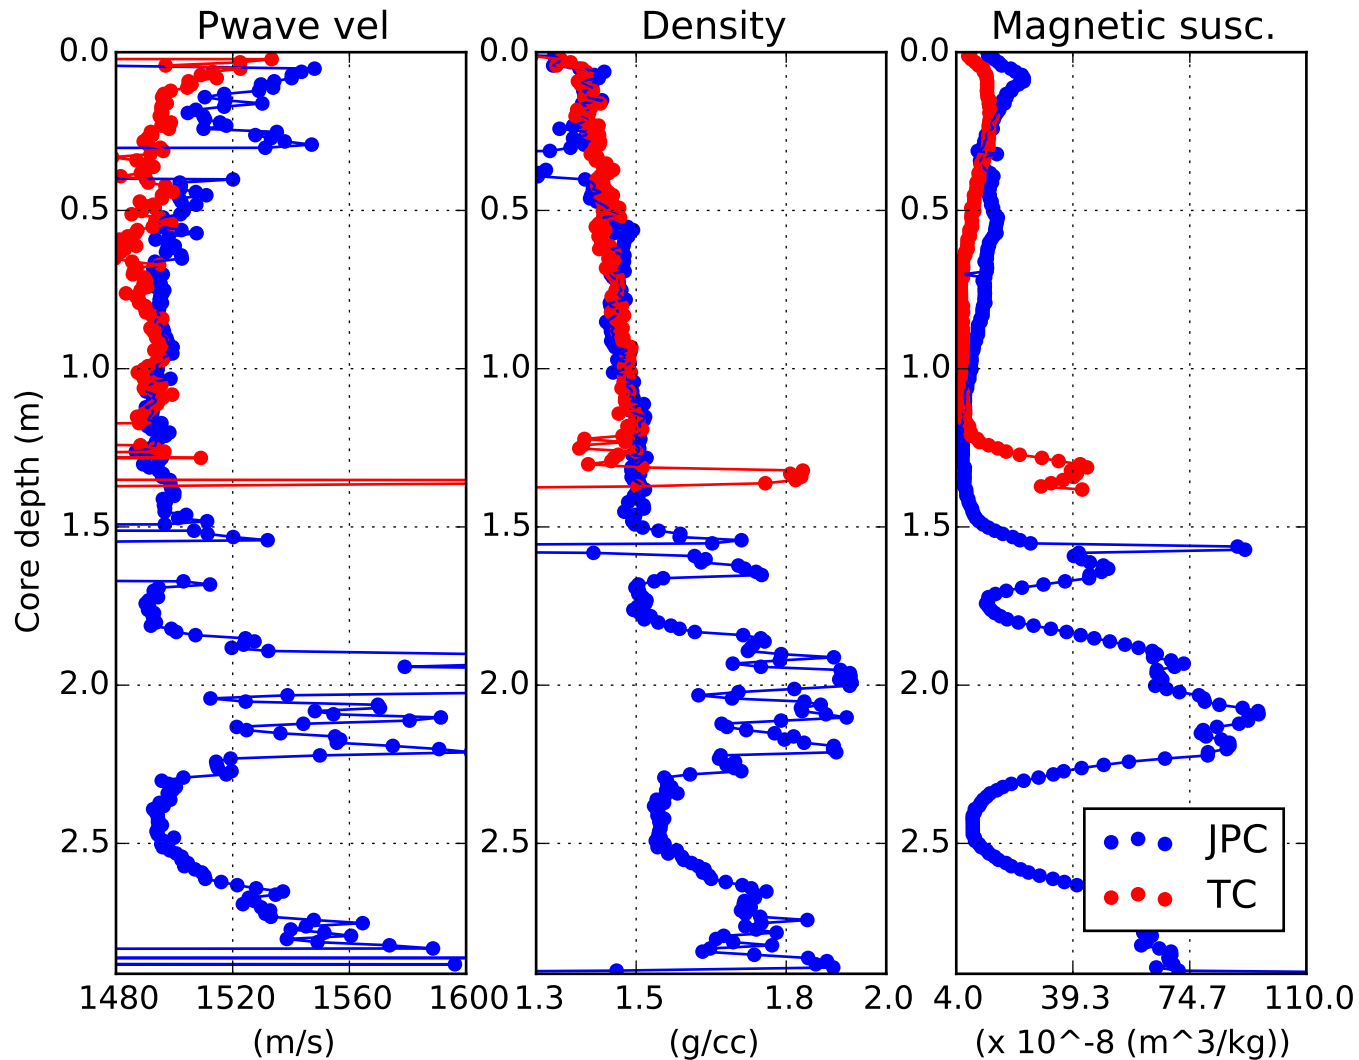 Pwave vel
Density
Magnetic susc.
0.0
0.5
1.0
1.5
2.0
2.5
0.0
0.5
1.0
1.5
2.0
2.5
0.0
0.5
1.0
1.5
2.0
2.5
Core depth (m)
JPC
TC
1480 1520 1560 1600
1.3 1.5 1.8 2.0
4.0 39.3 74.7 110.0
(m/s)
(g/cc)
(x 10^-8 (m^3/kg))